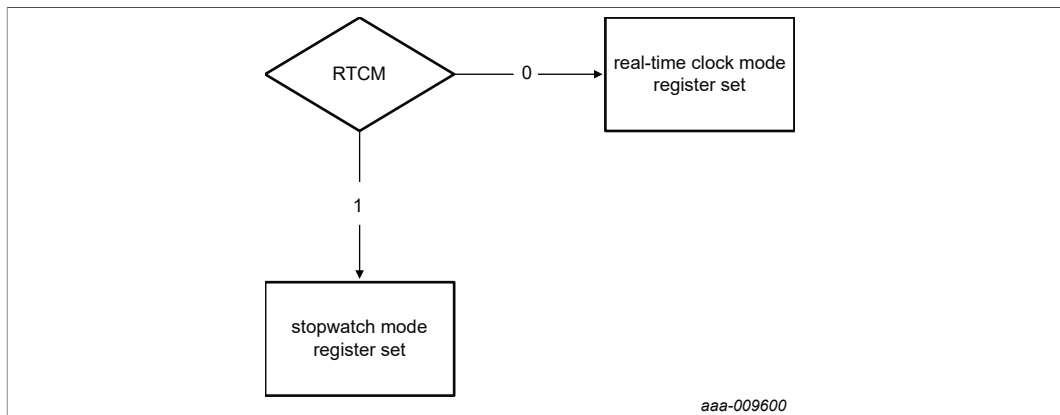 RTCM
0
real-time clock mode
register set
1
stopwatch mode
register set
aaa-009600